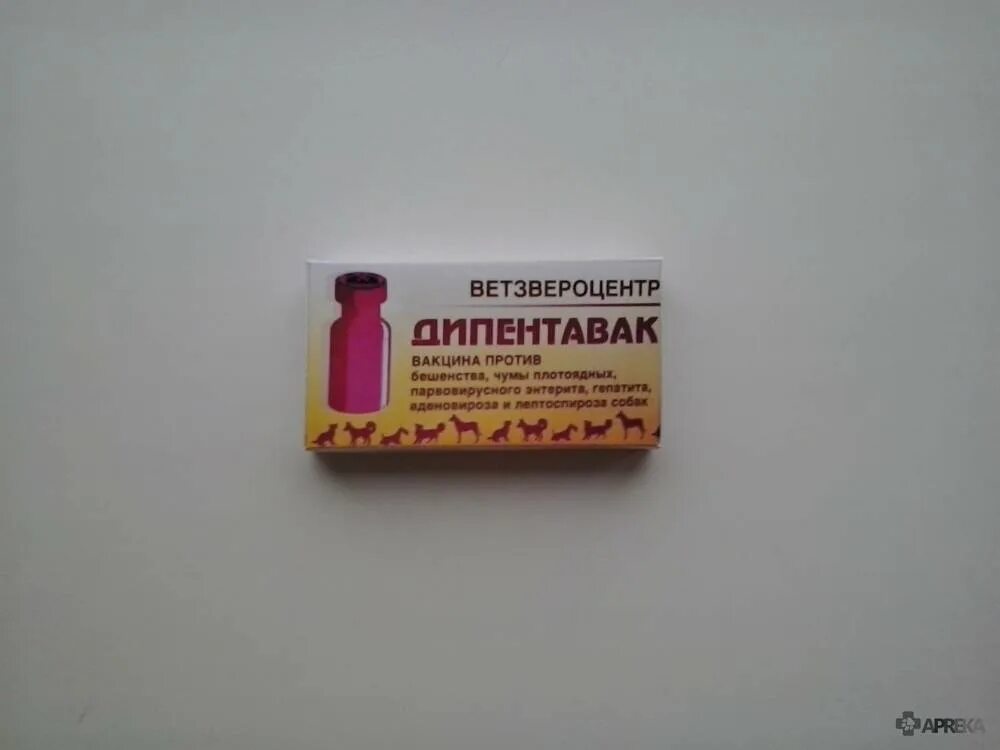 ВЕТЗВЕРОЦЕНТР
ДИПЕНТАВАК
ВАКЦИНА ПРОТИВ
бешенства, чумы плотоядных,
парвовирусного энтерита, гепатита,
аденовироза и лептоспироза собак
APREKA